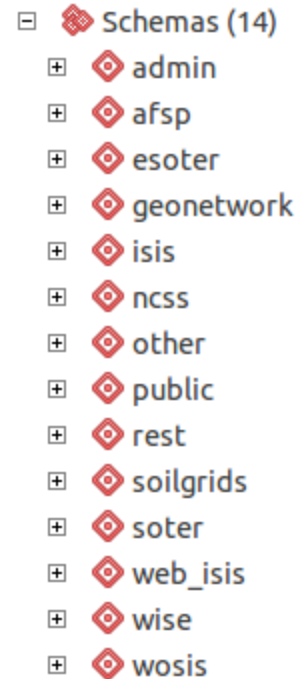 Schemas (14)
admin
afsp
esoter
geonetwork
isis
ncss
other
public
rest
soilgrids
soter
web_isis
wise
wosis